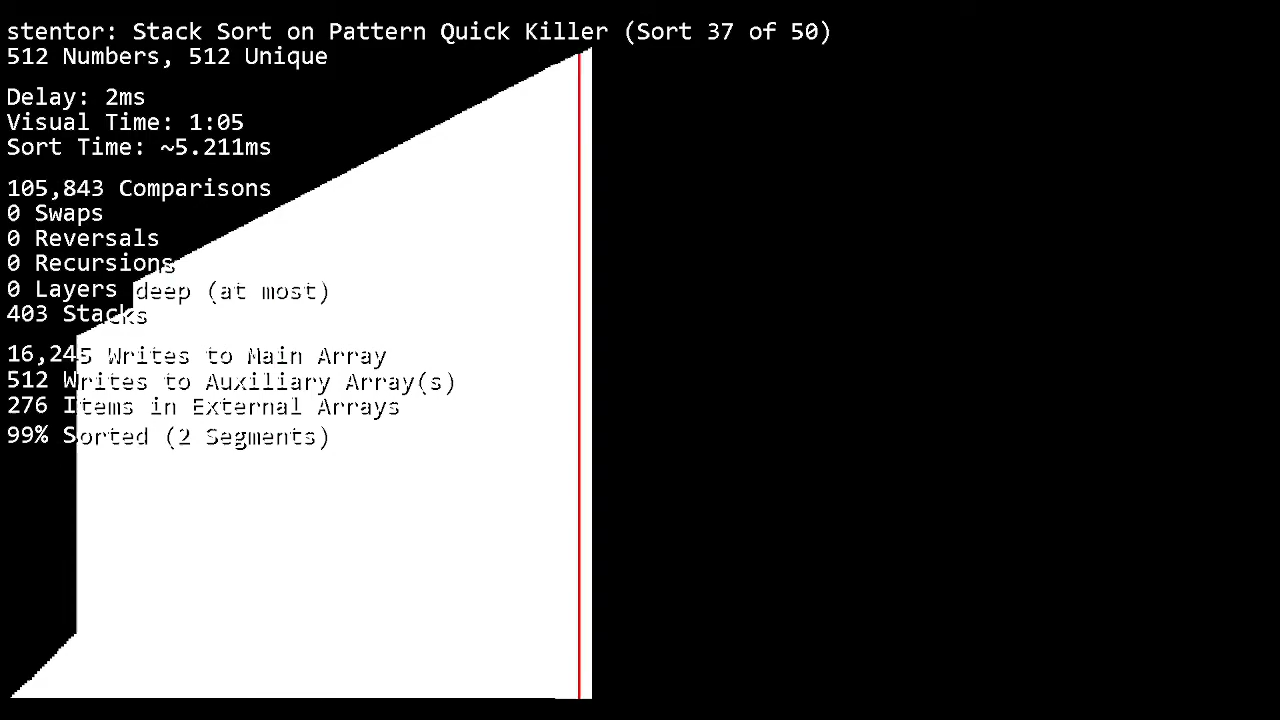 stentor: Stack Sort on Pattern Quick Killer (Sort 37 of 50)
512 Numbers, 512 Unique
Delay: 2ms
Visual Time: 1:05
Sort Time: ~5.211ms
105,843 Comparisons
0 Swaps
0 Reversals
0 Recursions
0 Layers deep (at most)
403 Stacks
16,245 Writes to Main Array
512 Writes to Auxiliary Array(s)
276 Items in External Arrays
99% Sorted (2 Segments)